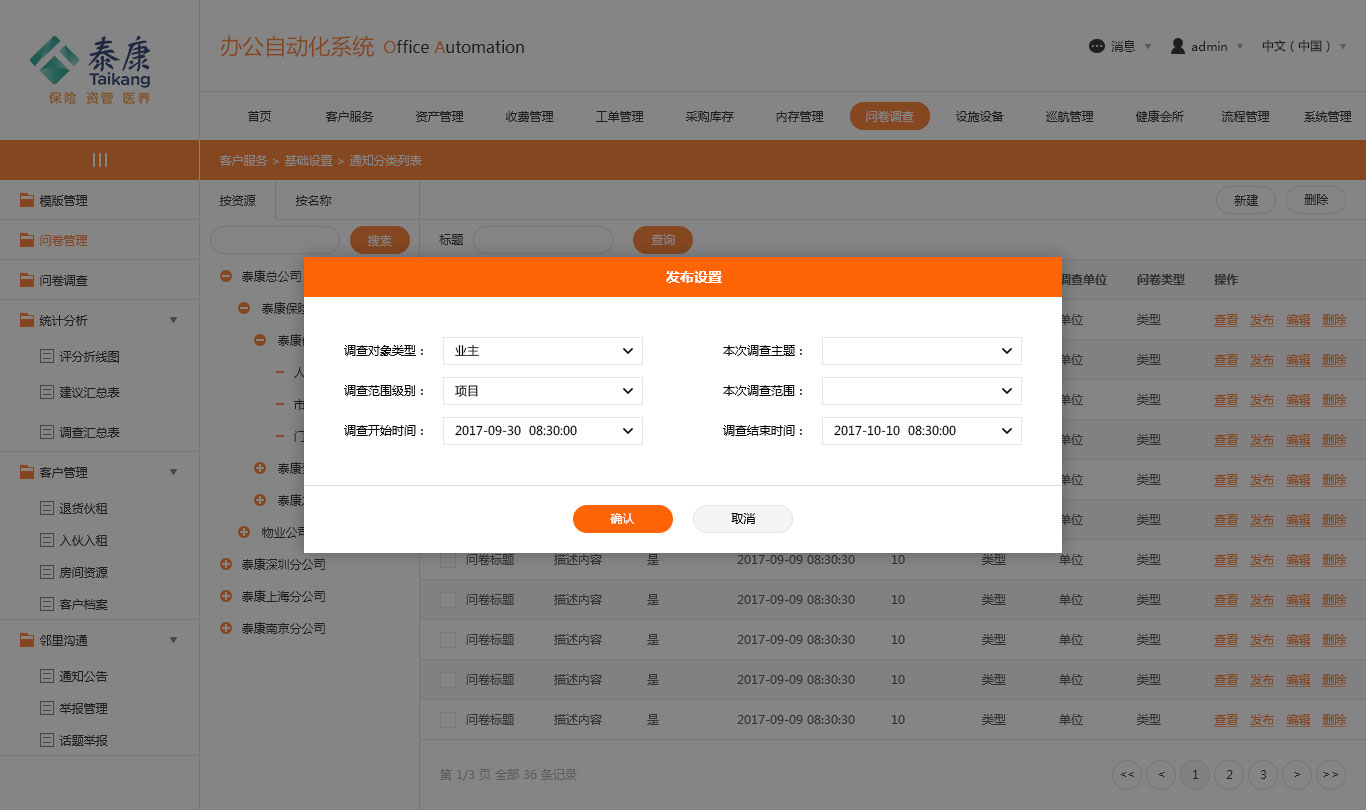 泰康
Taikang
保险 资管 医养
办公自动化系统 Office Automation
消息 admin 中文 ( 中国 )
首页 客户服务 资产管理 收费管理 工单管理 采购库存 内存管理 问卷调查 设施设备 巡航管理 健康会所 流程管理 系统管理
客户服务 > 基础设置 > 通知分类列表
模版管理
问卷管理
问卷调查
统计分析
评分折线图
建议汇总表
调查汇总表
客户管理
退货伙租
入伙入租
房间资源
客户档案
邻里沟通
通知公告
举报管理
话题举报
按资源 按名称
搜索
泰康总公司
泰康保
泰康
人
市
门
泰康
泰康
物业公司
泰康深圳分公司
泰康上海分公司
泰康南京分公司
新建 删除
标题 查询
调查单位 问卷类型 操作
单位 类型 查看 发布 编辑 删除
单位 类型 查看 发布 编辑 删除
单位 类型 查看 发布 编辑 删除
单位 类型 查看 发布 编辑 删除
单位 类型 查看 发布 编辑 删除
单位 类型 查看 发布 编辑 删除
发布设置
调查对象类型： 业主 本次调查主题：
调查范围级别： 项目 本次调查范围：
调查开始时间： 2017-09-30 08:30:00 调查结束时间： 2017-10-10 08:30:00
确认 取消
问卷标题 描述内容 是 2017-09-09 08:30:30 10 类型 单位 类型 查看 发布 编辑 删除
问卷标题 描述内容 是 2017-09-09 08:30:30 10 类型 单位 类型 查看 发布 编辑 删除
问卷标题 描述内容 是 2017-09-09 08:30:30 10 类型 单位 类型 查看 发布 编辑 删除
问卷标题 描述内容 是 2017-09-09 08:30:30 10 类型 单位 类型 查看 发布 编辑 删除
问卷标题 描述内容 是 2017-09-09 08:30:30 10 类型 单位 类型 查看 发布 编辑 删除
第 1/3 页 全部 36 条记录
<< < 1 2 3 > >>